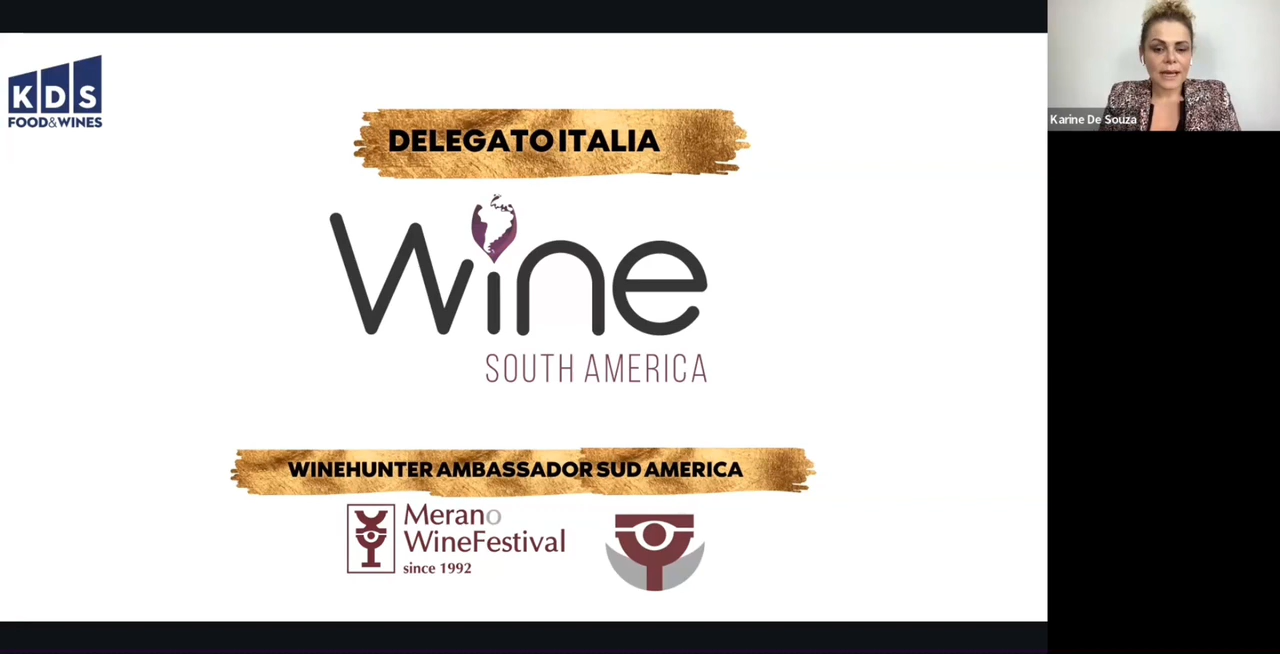 KDS
FOOD&WINES
DELEGATO ITALIA
Wine
SOUTH AMERICA
WINEHUNTER AMBASSADOR SUD AMERICA
Merano
WineFestival
since 1992
Karine De Souza